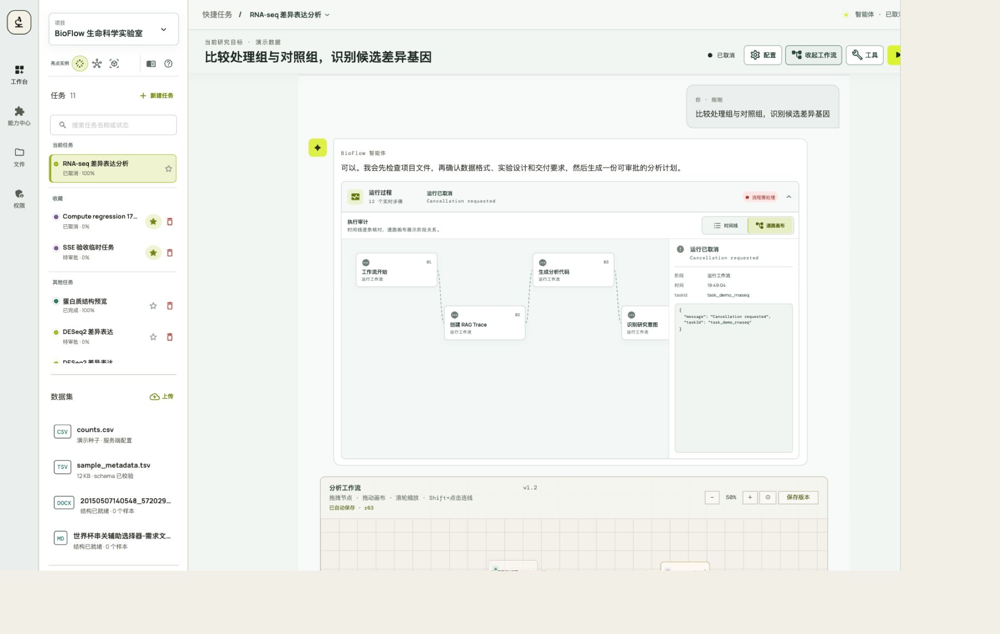 项目
BioFlow 生命科学实验室
亮点实例
工作台
能力中心
文件
权限
任务 11
新建任务
搜索任务名称或状态
当前任务
RNA-seq 差异表达分析
已取消 · 100%
收藏
Compute regression 17...
已取消 · 0%
SSE 验收临时任务
待审批 · 0%
其他任务
蛋白质结构预览
已完成 · 100%
DESeq2 差异表达
待审批 · 0%
DESeq2 差异表达
数据集
上传
CSV
counts.csv
演示种子 · 服务端配置
TSV
sample_metadata.tsv
12 KB · schema 已校验
DOCX
20150507140548_572029...
结构已就绪 · 0 个样本
MD
世界杯串关辅助选择器-需求文...
结构已就绪 · 0 个样本
快捷任务 / RNA-seq 差异表达分析
智能体 · 已取
当前研究目标 · 演示数据
比较处理组与对照组，识别候选差异基因
已取消
配置
收起工作流
工具
你 · 刚刚
比较处理组与对照组，识别候选差异基因
BioFlow 智能体
可以。我会先检查项目文件，再确认数据格式、实验设计和交付要求，然后生成一份可审批的分析计划。
运行过程
12 个实时步骤
运行已取消
Cancellation requested
流程需处理
执行审计
时间线逐条核对，通路画布展示阶段关系。
时间线
通路画布
01
工作流开始
运行工作流
02
创建 RAG Trace
运行工作流
03
生成分析代码
运行工作流
识别研究意图
运行工作流
运行已取消
Cancellation requested
阶段 运行工作流
时间 19:49:04
taskId task_demo_rnaseq
{
"message": "Cancellation requested",
"taskId": "task_demo_rnaseq"
}
分析工作流
v1.2
拖拽节点 · 拖动画布 · 滚轮缩放 · Shift+点击连线
已自动保存 · r63
− 50% +
保存版本